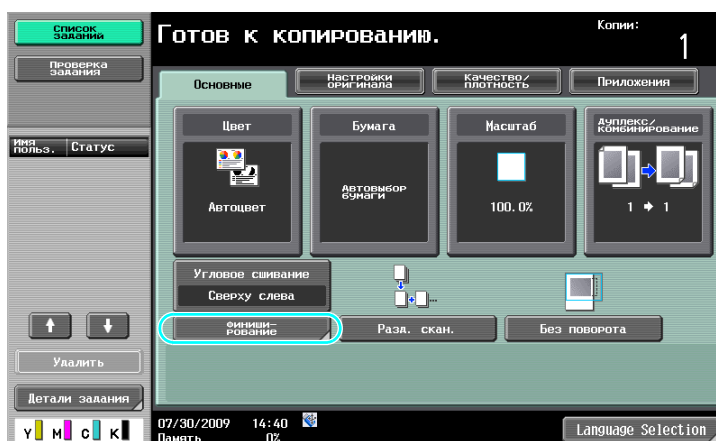 Список
задания
Готов к копированию.
Копии:
1
Проверка
задания
Основные
Настройки
оригинала
Качество/
плотность
Приложения
Имя
польз.
Статус
Цвет
Бумага
Масштаб
Дуплекс/
комбинирование
Автоцвет
Автовыбор
бумаги
100.0%
1 → 1
Угловое сшивание
Сверху слева
Финиши-
рование
Разд. скан.
Без поворота
Удалить
Детали задания
Y M C K
07/30/2009 14:40
Память 0%
Language Selection